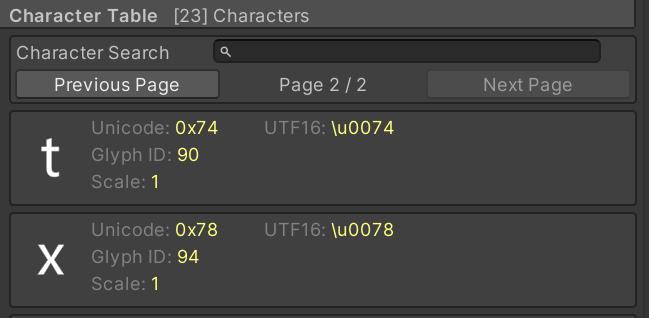 Character Table [23] Characters
Character Search
Previous Page Page 2 / 2 Next Page
t
Unicode: 0x74 UTF16: \u0074
Glyph ID: 90
Scale: 1
x
Unicode: 0x78 UTF16: \u0078
Glyph ID: 94
Scale: 1